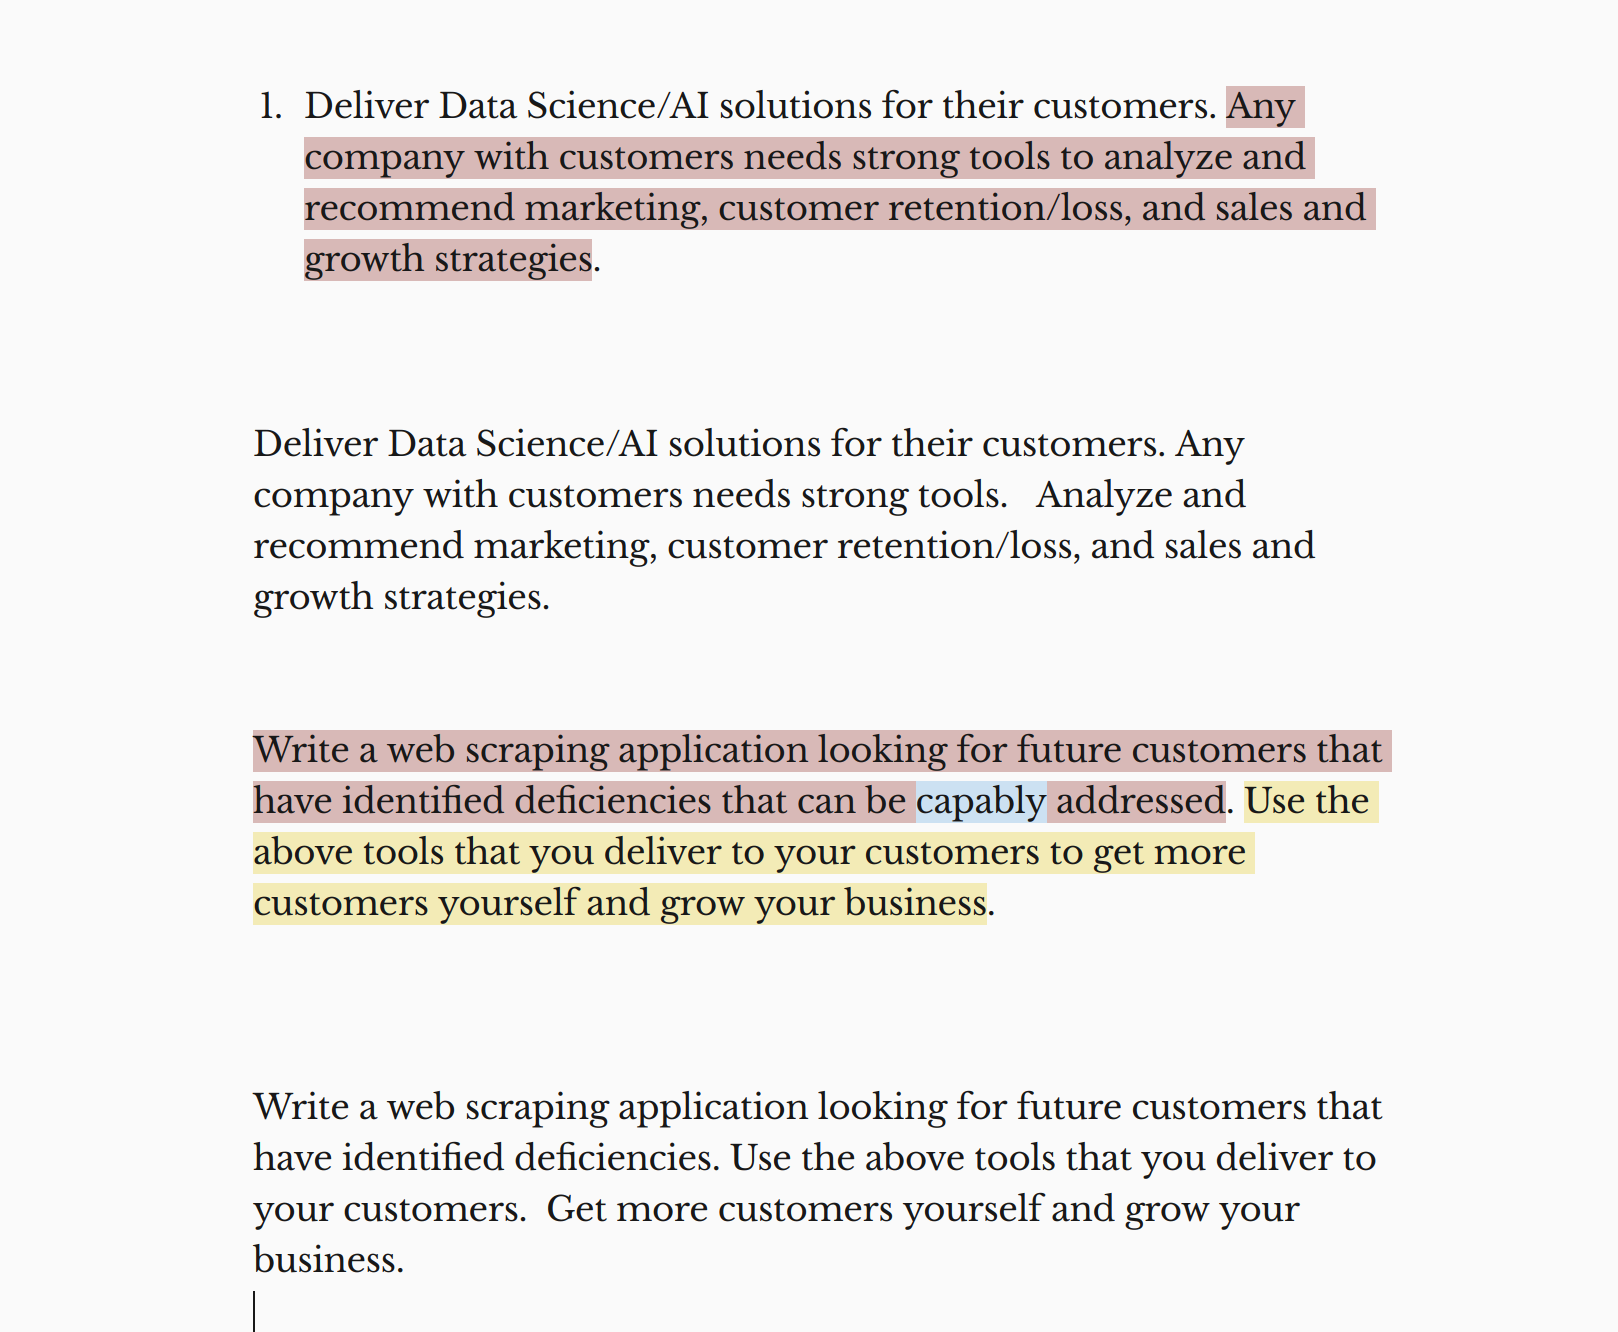 1. Deliver Data Science/AI solutions for their customers. Any
company with customers needs strong tools to analyze and
recommend marketing, customer retention/loss, and sales and
growth strategies.
Deliver Data Science/AI solutions for their customers. Any
company with customers needs strong tools.   Analyze and
recommend marketing, customer retention/loss, and sales and
growth strategies.
Write a web scraping application looking for future customers that
have identified deficiencies that can be capably addressed. Use the
above tools that you deliver to your customers to get more
customers yourself and grow your business.
Write a web scraping application looking for future customers that
have identified deficiencies. Use the above tools that you deliver to
your customers.  Get more customers yourself and grow your
business.